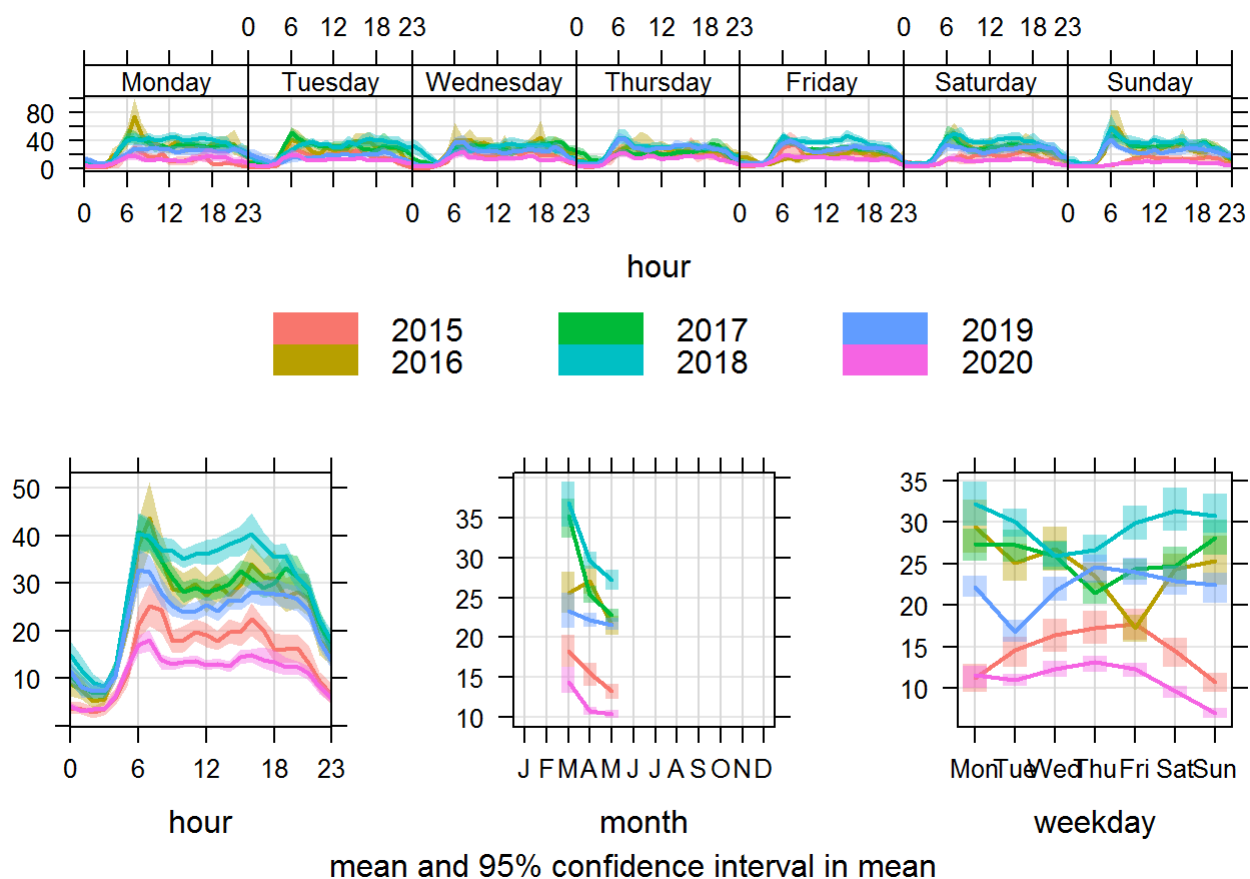 0 6 12 18 23 0 6 12 18 23 0 6 12 18 23
Monday Tuesday Wednesday Thursday Friday Saturday Sunday
80
40
0
0 6 12 18 23 0 6 12 18 23 0 6 12 18 23 0 6 12 18 23
hour
2015 2017 2019
2016 2018 2020
50
40
30
20
10
0 6 12 18 23
hour
35
30
25
20
15
10
J F M A M J J A S O N D
month
35
30
25
20
15
10
Mon Tue Wed Thu Fri Sat Sun
weekday
mean and 95% confidence interval in mean